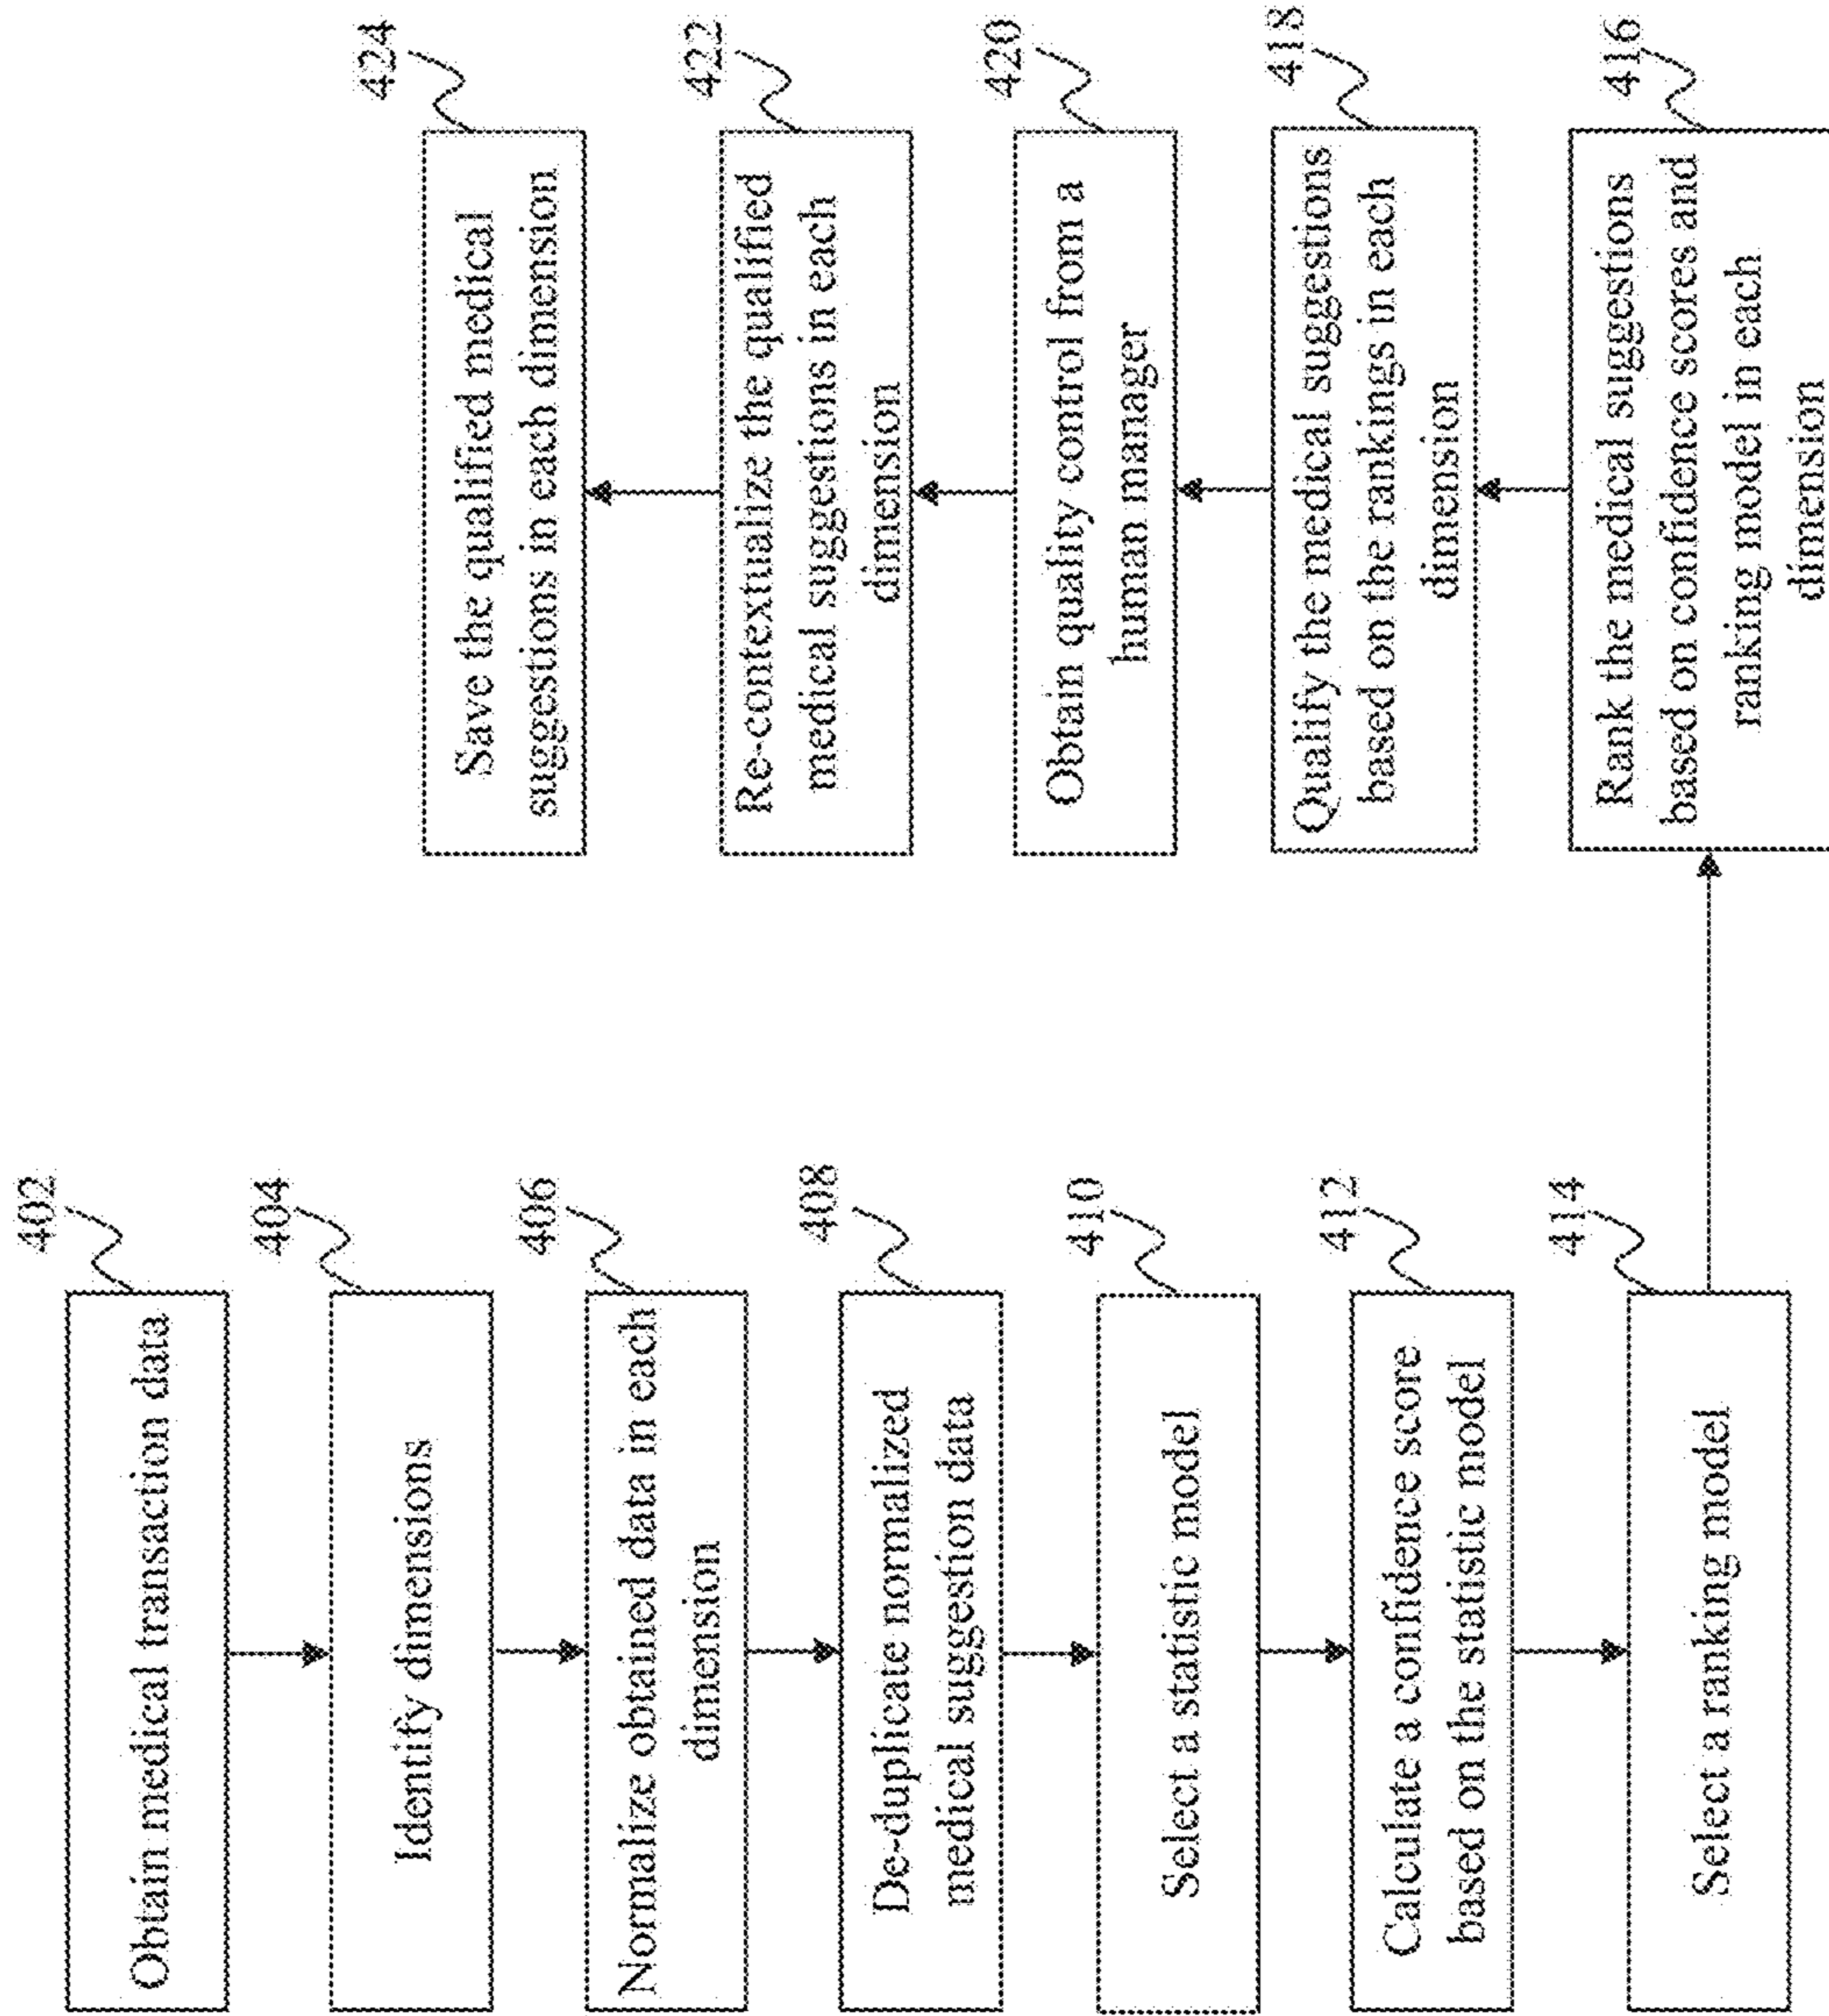 402
Obtain medical transaction data
404
Identify dimensions
406
Normalize obtained data in each
dimension
408
De-duplicate normalized
medical suggestion data
410
Select a statistic model
412
Calculate a confidence score
based on the statistic model
414
Select a ranking model
416
Rank the medical suggestions
based on confidence scores and
ranking model in each
dimension
418
Qualify the medical suggestions
based on the rankings in each
dimension
420
Obtain quality control from a
human manager
422
Re-contextualize the qualified
medical suggestions in each
dimension
424
Save the qualified medical
suggestions in each dimension